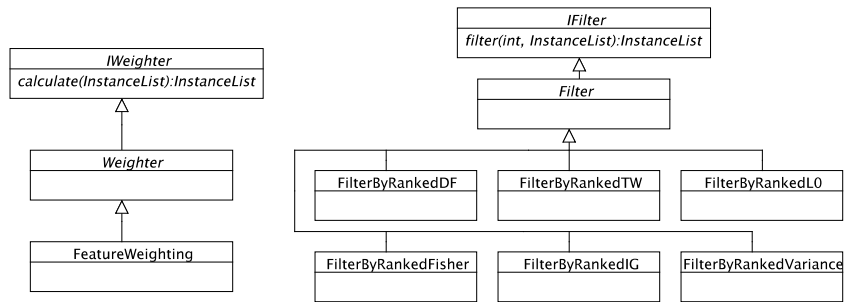 IWeighter
calculate(InstanceList):InstanceList
Weighter
FeatureWeighting
IFilter
filter(int, InstanceList):InstanceList
Filter
FilterByRankedDF
FilterByRankedTW
FilterByRankedL0
FilterByRankedFisher
FilterByRankedIG
FilterByRankedVariance